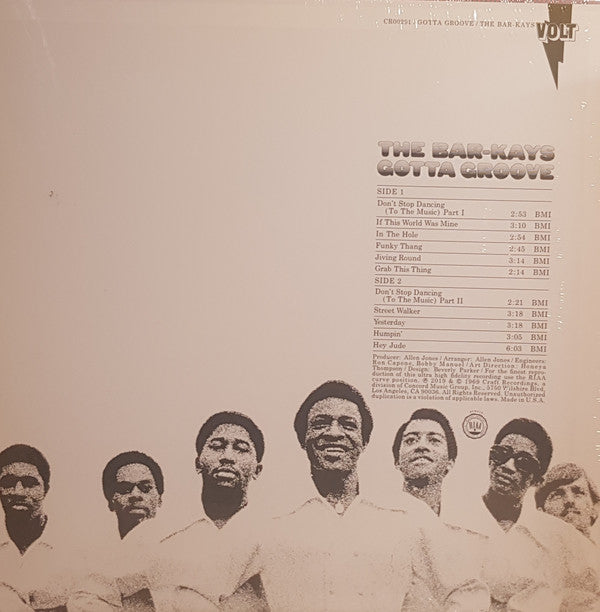 CR00251 / GOTTA GROOVE / THE BAR-KAYS
VOLT
THE BAR-KAYS
GOTTA GROOVE
SIDE 1
Don't Stop Dancing
(To The Music) Part I 2:53 BMI
If This World Was Mine 3:10 BMI
In The Hole 2:54 BMI
Funky Thang 2:45 BMI
Jiving Round 3:14 BMI
Grab This Thing 2:14 BMI
SIDE 2
Don't Stop Dancing
(To The Music) Part II 2:21 BMI
Street Walker 3:18 BMI
Yesterday 3:18 BMI
Humpin' 3:05 BMI
Hey Jude 6:03 BMI
Producer: Allen Jones / Arranger: Allen Jones / Engineers:
Ron Capone, Bobby Manuel / Art Direction: Honeya
Thompson / Design: Beverly Parker / For the finest repro-
duction of this ultra high fidelity recording use the RIAA
curve position. ℗ 2019 & © 1969 Craft Recordings, a
division of Concord Music Group, Inc., 5750 Wilshire Blvd,
Los Angeles, CA 90036. All Rights Reserved. Unauthorized
duplication is a violation of applicable laws. Made in U.S.A.